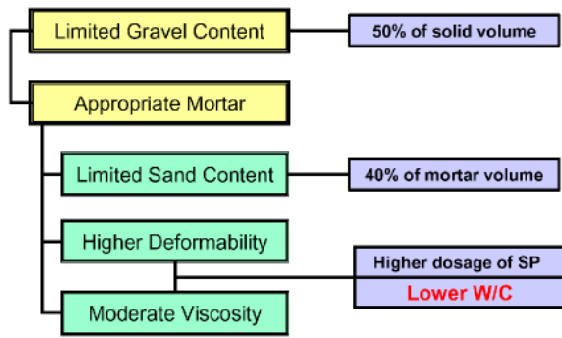 Limited Gravel Content
50% of solid volume
Appropriate Mortar
Limited Sand Content
40% of mortar volume
Higher Deformability
Higher dosage of SP
Lower W/C
Moderate Viscosity